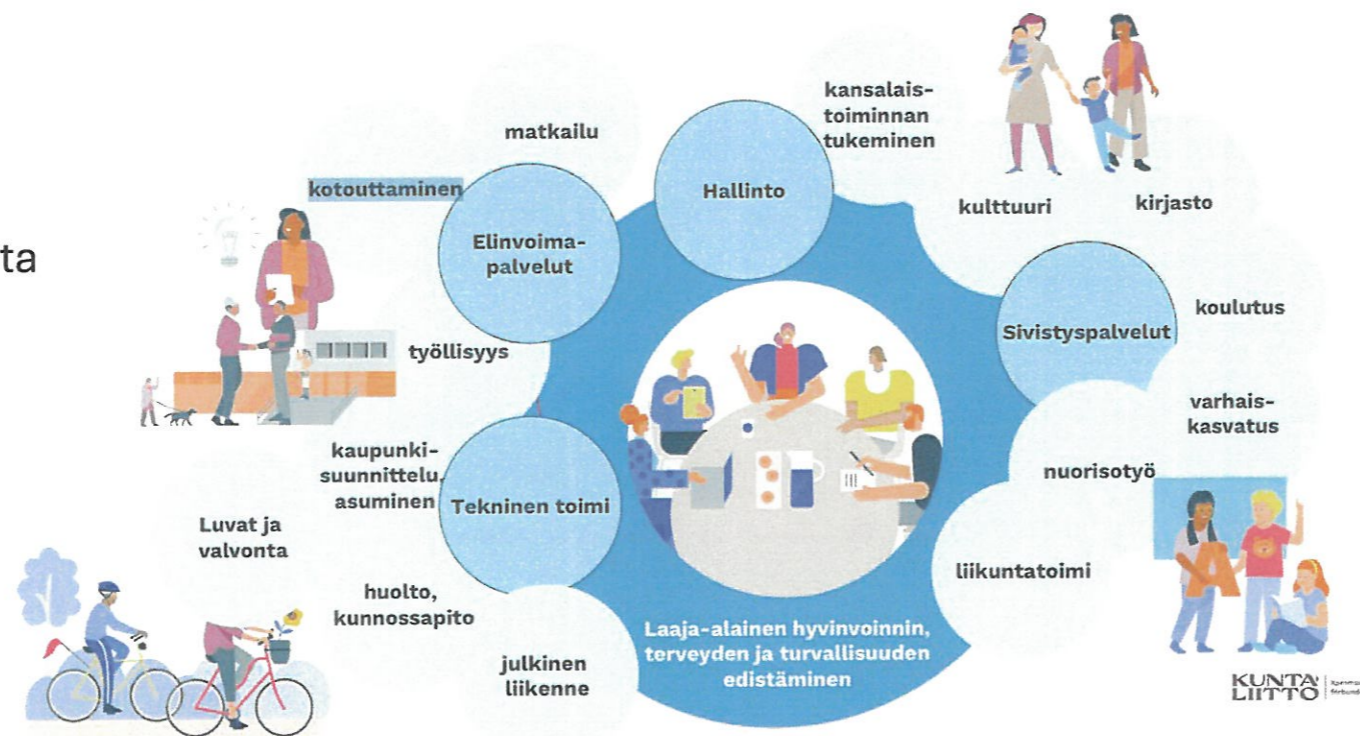 ta
matkailu
kotouttaminen
Elinvoima-
palvelut
työllisyys
Hallinto
kansalais-
toiminnan
tukeminen
kulttuuri
kirjasto
Sivistyspalvelut
koulutus
varhais-
kasvatus
nuorisotyö
liikuntatoimi
kaupunki-
suunnittelu,
asuminen
Tekninen toimi
Luvat ja
valvonta
huolto,
kunnossapito
julkinen
liikenne
Laaja-alainen hyvinvoinnin,
terveyden ja turvallisuuden
edistäminen
A
KUNTA
LIITTO